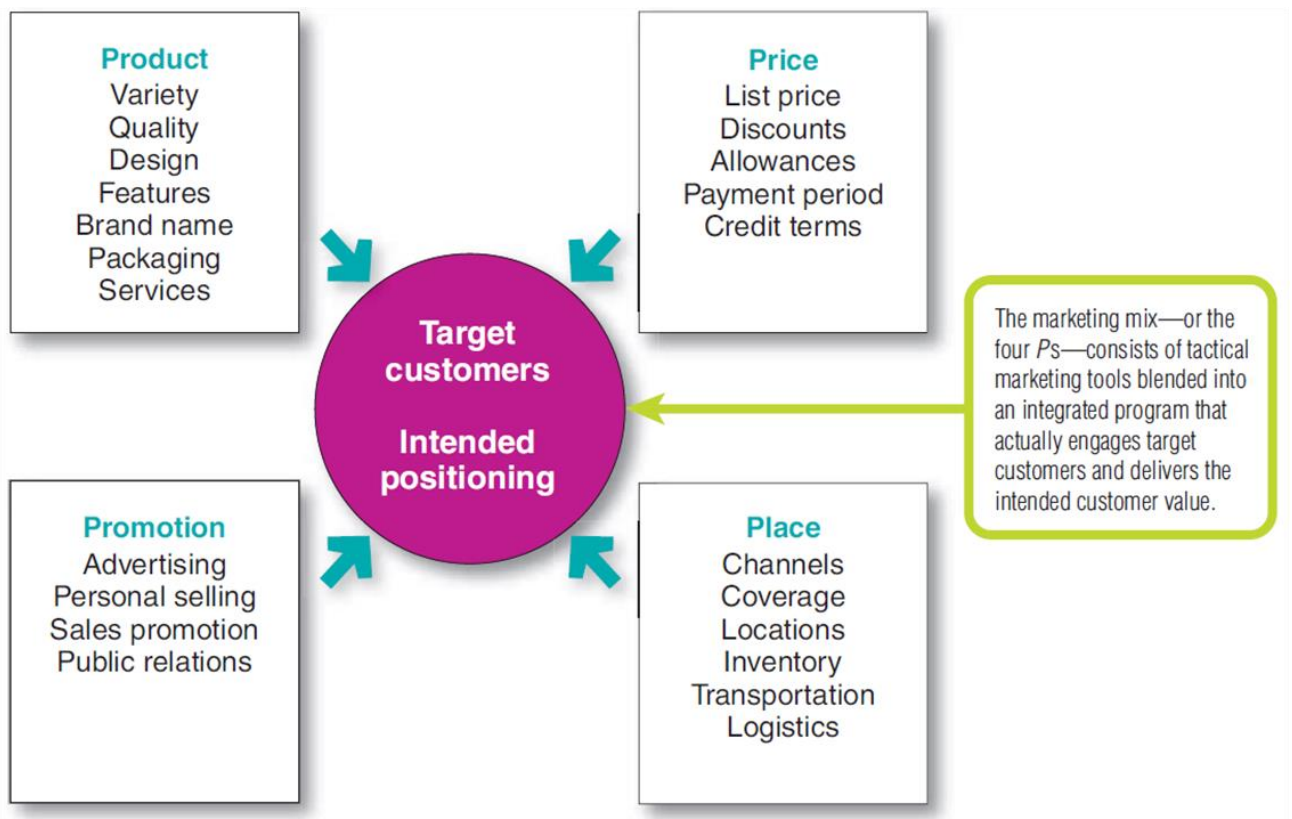 Product
Variety
Quality
Design
Features
Brand name
Packaging
Services
Price
List price
Discounts
Allowances
Payment period
Credit terms
Target
customers
Intended
positioning
The marketing mix—or the
four Ps—consists of tactical
marketing tools blended into
an integrated program that
actually engages target
customers and delivers the
intended customer value.
Promotion
Advertising
Personal selling
Sales promotion
Public relations
Place
Channels
Coverage
Locations
Inventory
Transportation
Logistics